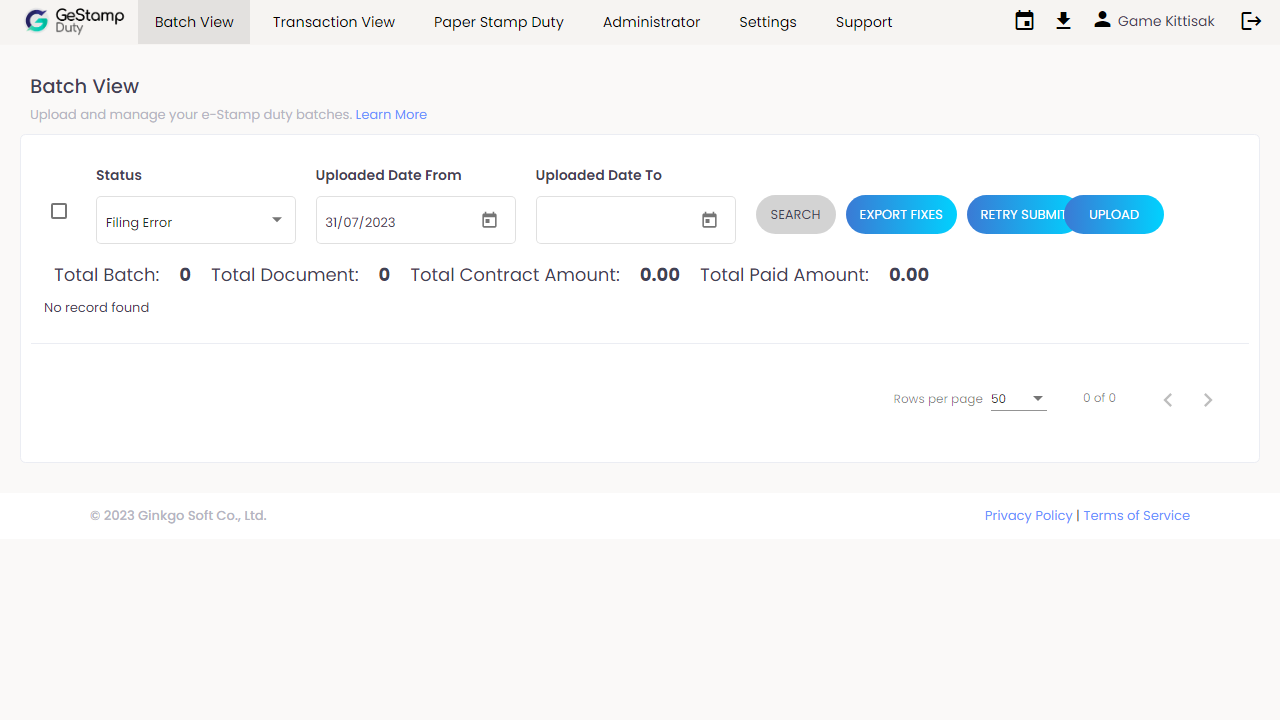 GeStamp
Duty
Batch View
Transaction View
Paper Stamp Duty
Administrator
Settings
Support
Game Kittisak
Batch View
Upload and manage your e-Stamp duty batches. Learn More
Status
Uploaded Date From
Uploaded Date To
Filing Error
31/07/2023
SEARCH
EXPORT FIXES
RETRY SUBMIT
UPLOAD
Total Batch: 0 Total Document: 0 Total Contract Amount: 0.00 Total Paid Amount: 0.00
No record found
Rows per page 50 0 of 0
© 2023 Ginkgo Soft Co., Ltd.
Privacy Policy | Terms of Service